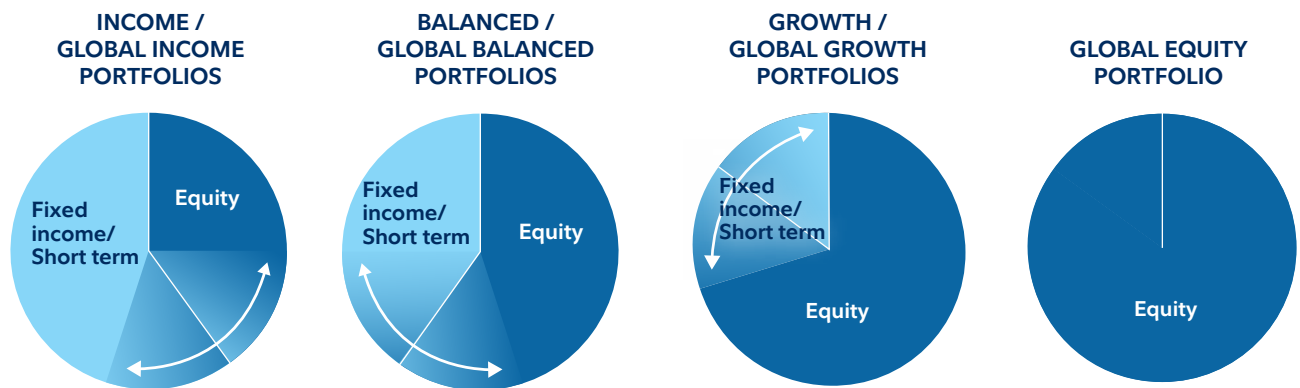 INCOME /
GLOBAL INCOME
PORTFOLIOS
Fixed
income/
Short term
Equity
BALANCED /
GLOBAL BALANCED
PORTFOLIOS
Fixed
income/
Short term
Equity
GROWTH /
GLOBAL GROWTH
PORTFOLIOS
Fixed
income/
Short term
Equity
GLOBAL EQUITY
PORTFOLIO
Equity